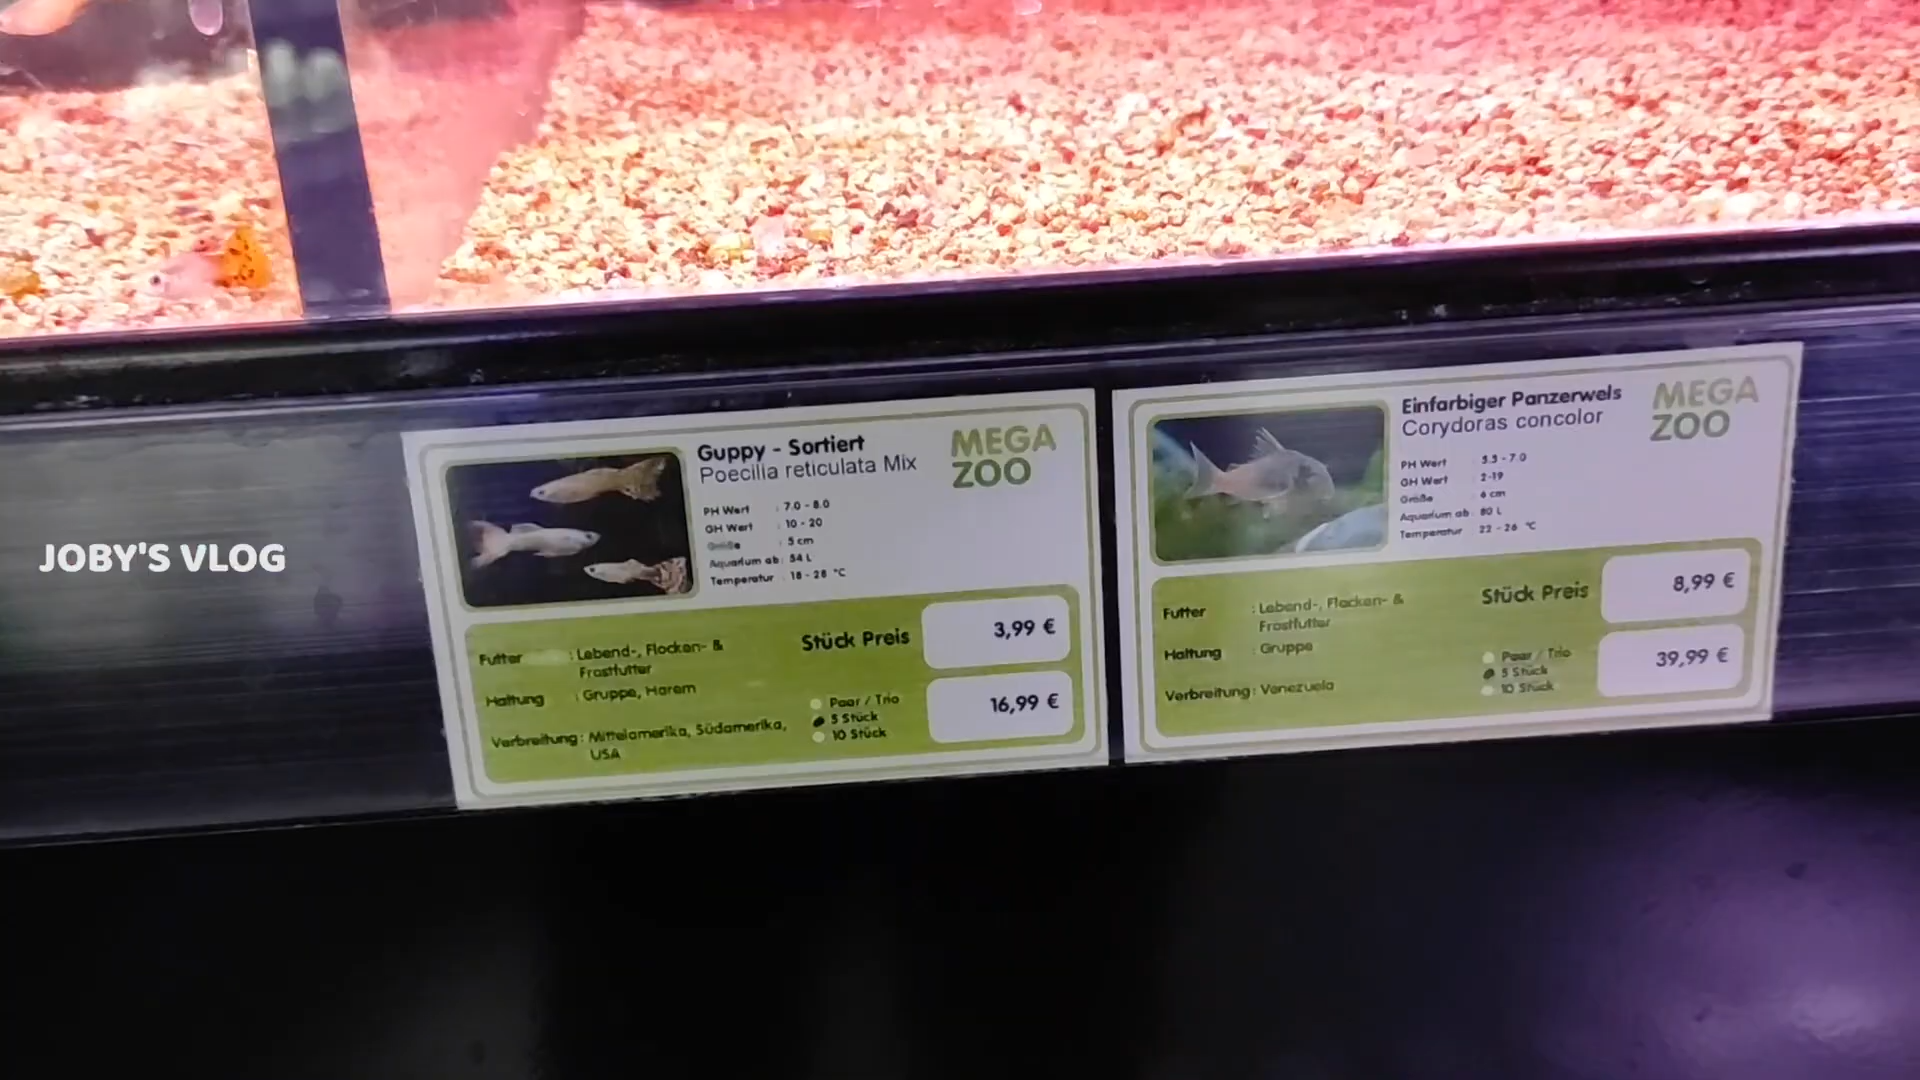 JOBY'S VLOG
Guppy - Sortiert
Poecilia reticulata Mix
MEGA
ZOO
PH Wert : 7.0 - 8.0
GH Wert : 10 - 20
Größe : 5 cm
Aquarium ab : 54 L
Temperatur : 18 - 28 °C
Futter : Lebend-, Flocken- &
Frostfutter
Haltung : Gruppe, Harem
Verbreitung : Mittelamerika, Südamerika,
USA
Stück Preis 3,99 €
Paar / Trio
5 Stück
10 Stück
16,99 €
Einfarbiger Panzerwels
Corydoras concolor
MEGA
ZOO
PH Wert : 5.5 - 7.0
GH Wert : 2-19
Größe : 6 cm
Aquarium ab : 80 L
Temperatur : 22 - 26 °C
Futter : Lebend-, Flocken- &
Frostfutter
Haltung : Gruppe
Verbreitung : Venezuela
Stück Preis 8,99 €
Paar / Trio
5 Stück
10 Stück
39,99 €